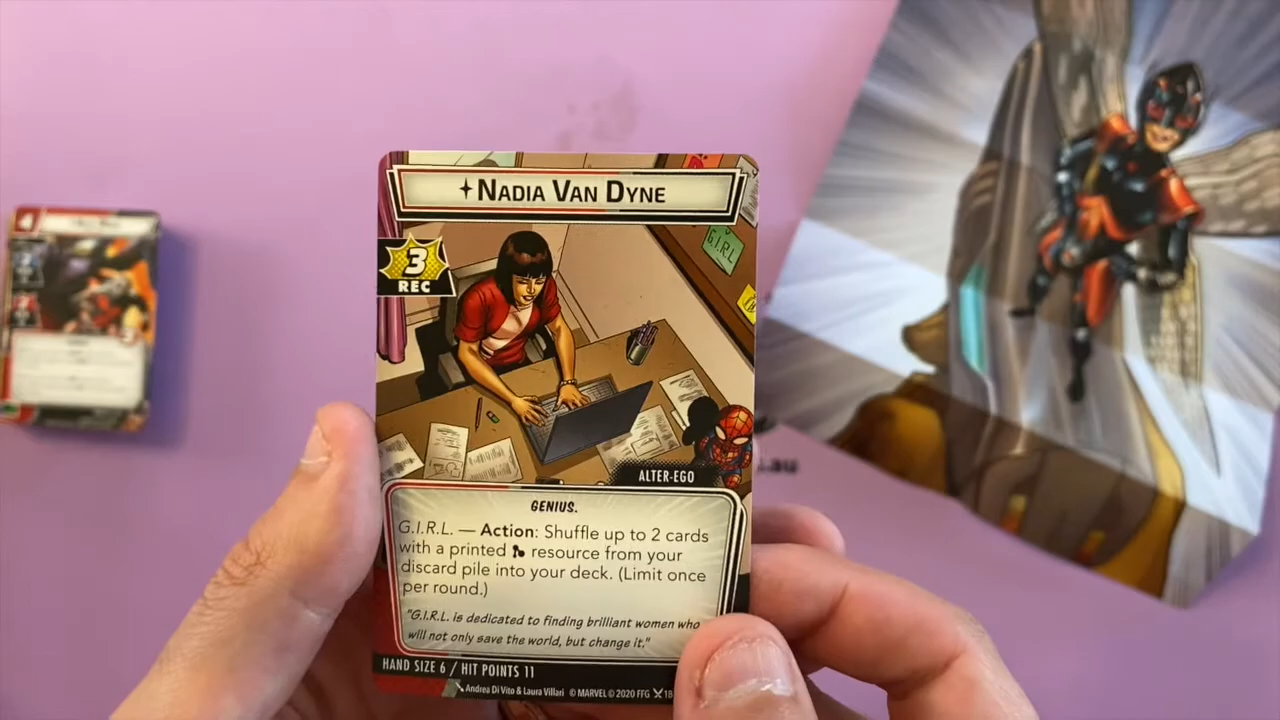 NADIA VAN DYNE
3
REC
G.I.R.L
ALTER-EGO
GENIUS.
G.I.R.L. — Action: Shuffle up to 2 cards
with a printed resource from your
discard pile into your deck. (Limit once
per round.)
"G.I.R.L. is dedicated to finding brilliant women who
will not only save the world, but change it."
HAND SIZE 6 / HIT POINTS 11
Andrea Di Vito & Laura Villari © MARVEL © 2020 FFG 18
.au